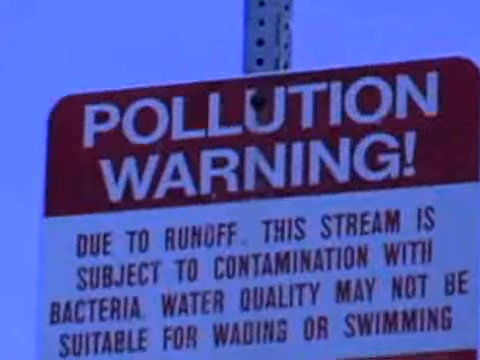 POLLUTION
WARNING!
DUE TO RUNOFF, THIS STREAM IS
SUBJECT TO CONTAMINATION WITH
BACTERIA. WATER QUALITY MAY NOT BE
SUITABLE FOR WADING OR SWIMMING